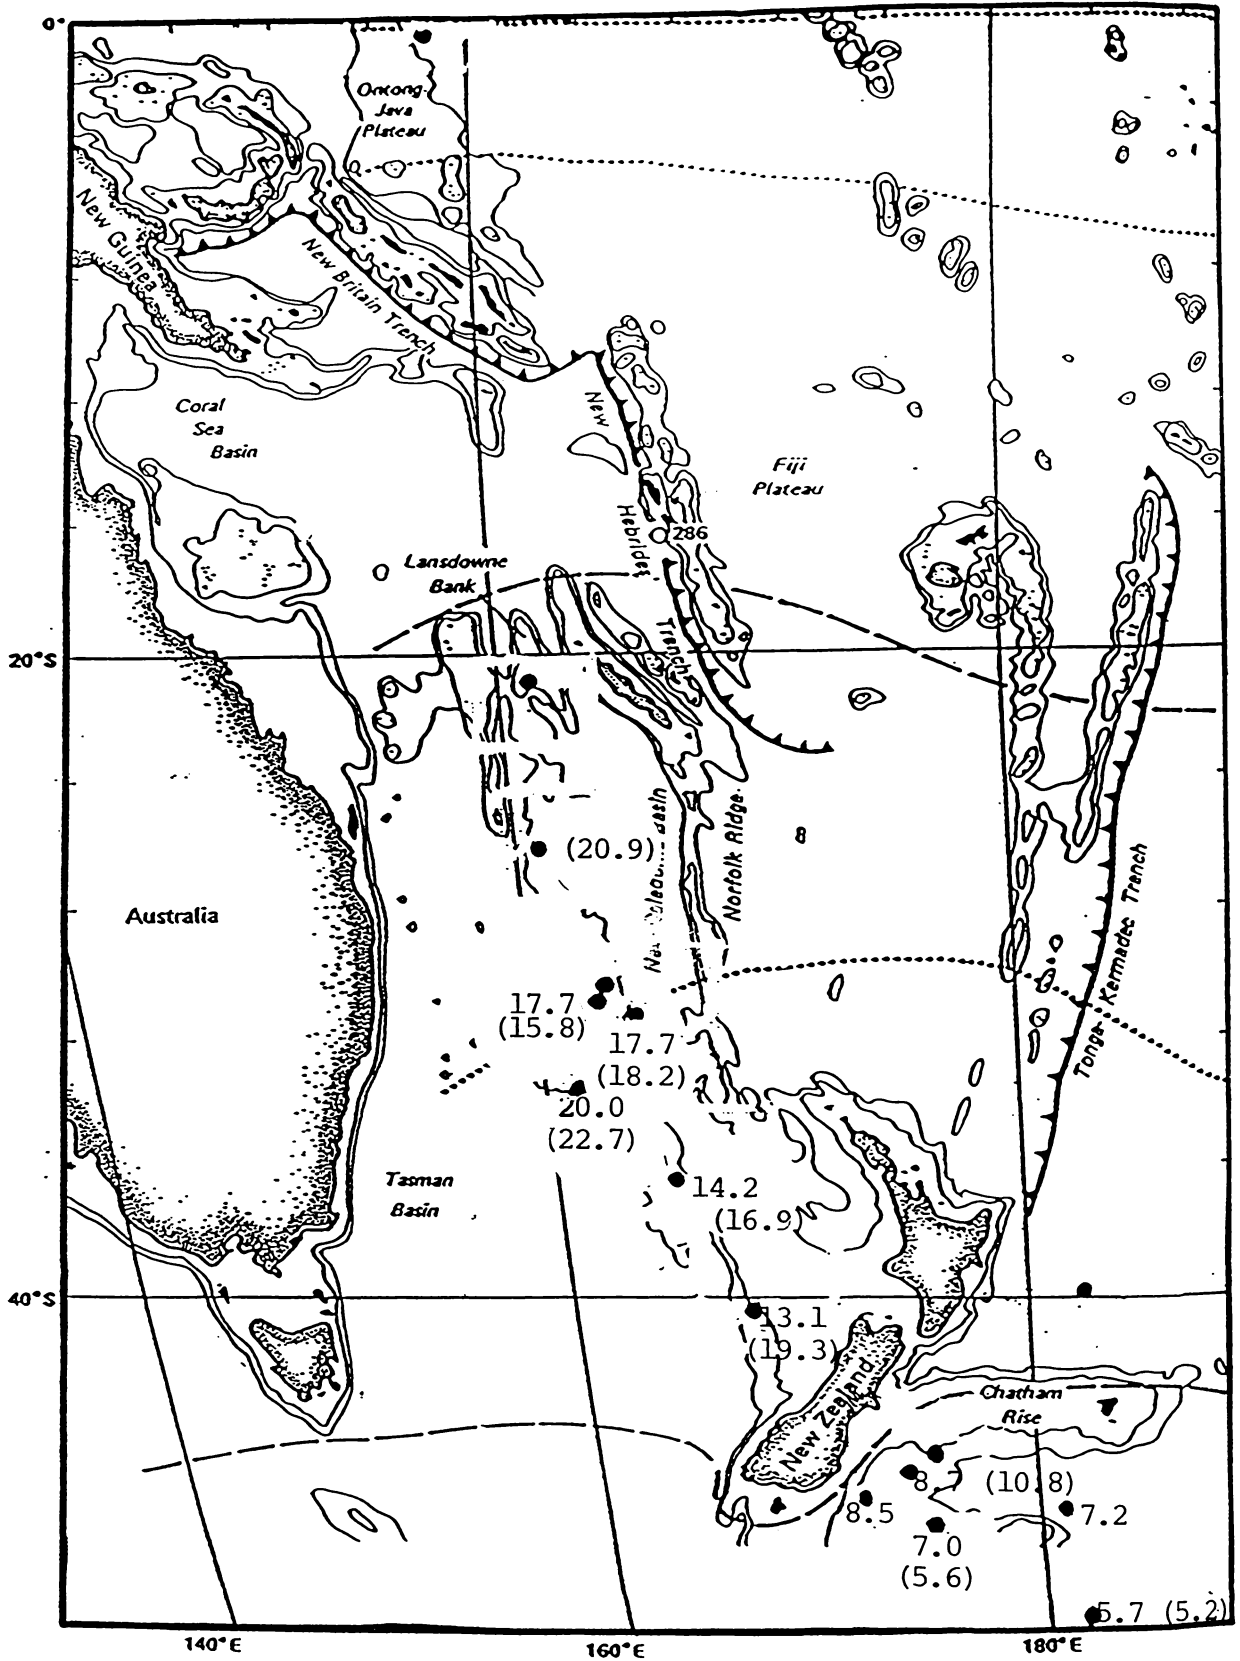 0°
Ontong
Java
Plateau
New Guinea
New Britain Trench
Coral
Sea
Basin
New
Hebrides
Trench
Fiji
Plateau
286
Lansdowne
Bank
20°S
(20.9)
Norfolk Ridge
Basin
8
Australia
Tonga Kermadec Trench
17.7
(15.8)
17.7
(18.2)
20.0
(22.7)
Tasman
Basin
14.2
(16.9)
40°S
13.1
(19.3)
New Zealand
Chatham
Rise
8.7 (10.8)
8.5
7.2
7.0
(5.6)
5.7 (5.2)
140°E
160°E
180°E